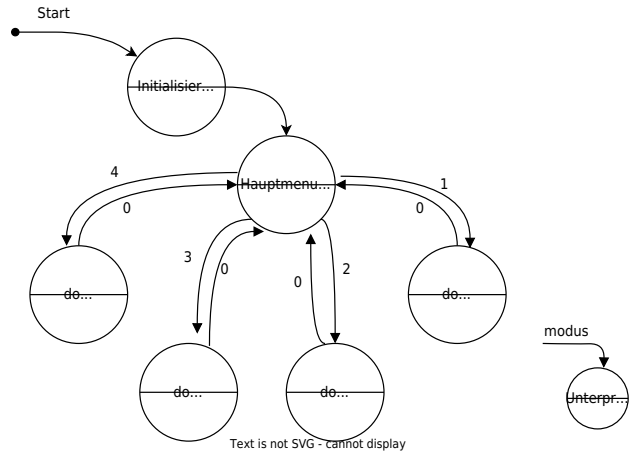 Start
Initialisier...
Hauptmenu...
4
1
0
0
3
0
2
0
do...
do...
modus
do...
do...
Unterpr...
Text is not SVG - cannot display